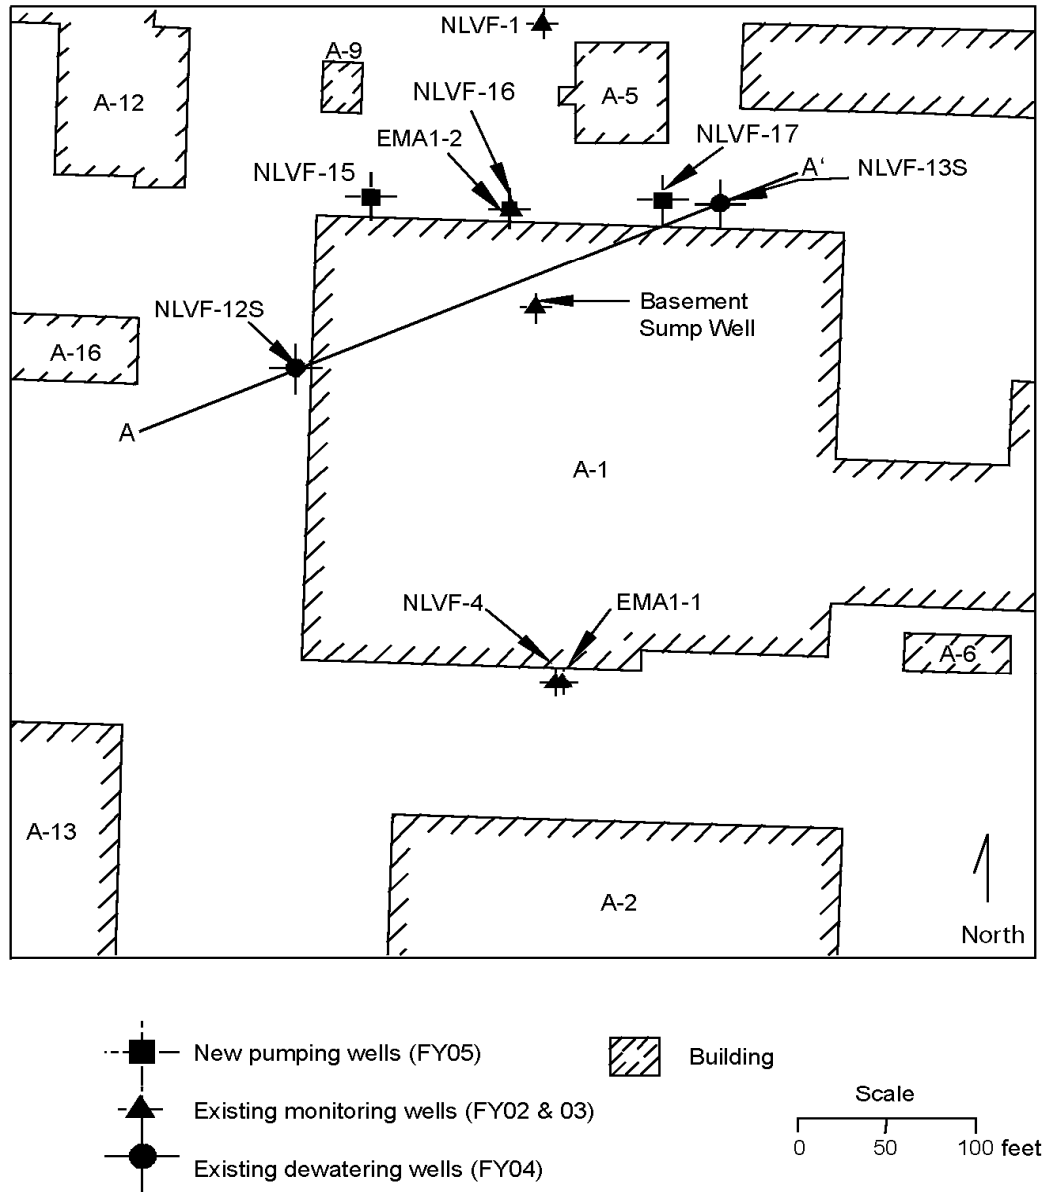 NLVF-1
A-9
A-12
NLVF-16
A-5
EMA1-2
NLVF-17
NLVF-15
A'
NLVF-13S
NLVF-12S
Basement
Sump Well
A-16
A
A-1
NLVF-4
EMA1-1
A-6
A-13
A-2
North
New pumping wells (FY05)
Building
Existing monitoring wells (FY02 & 03)
Scale
0 50 100 feet
Existing dewatering wells (FY04)